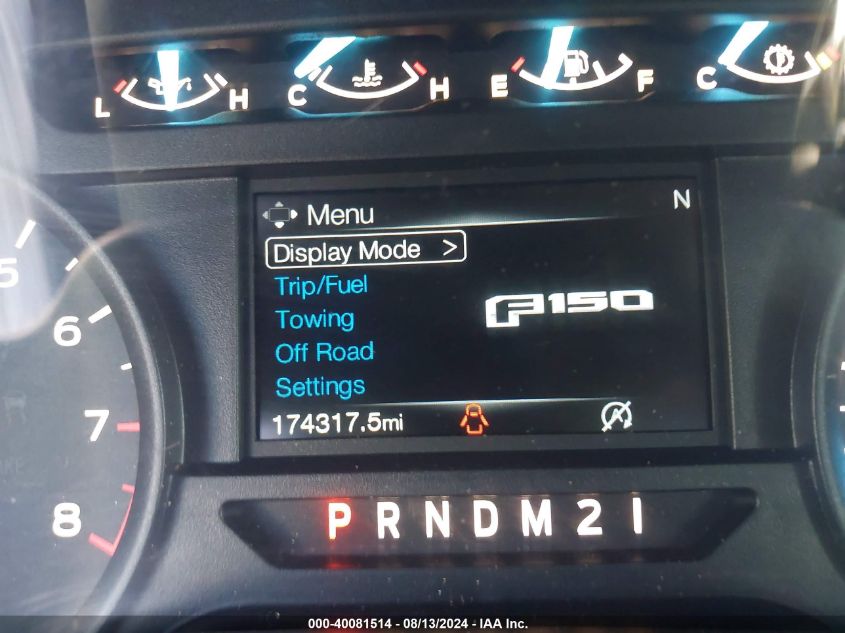 L H C H E F C
Menu N
Display Mode >
Trip/Fuel
Towing
F150
Off Road
Settings
174317.5mi
5
6
7
8
P R N D M 2 1
000-40081514 - 08/13/2024 - IAA Inc.